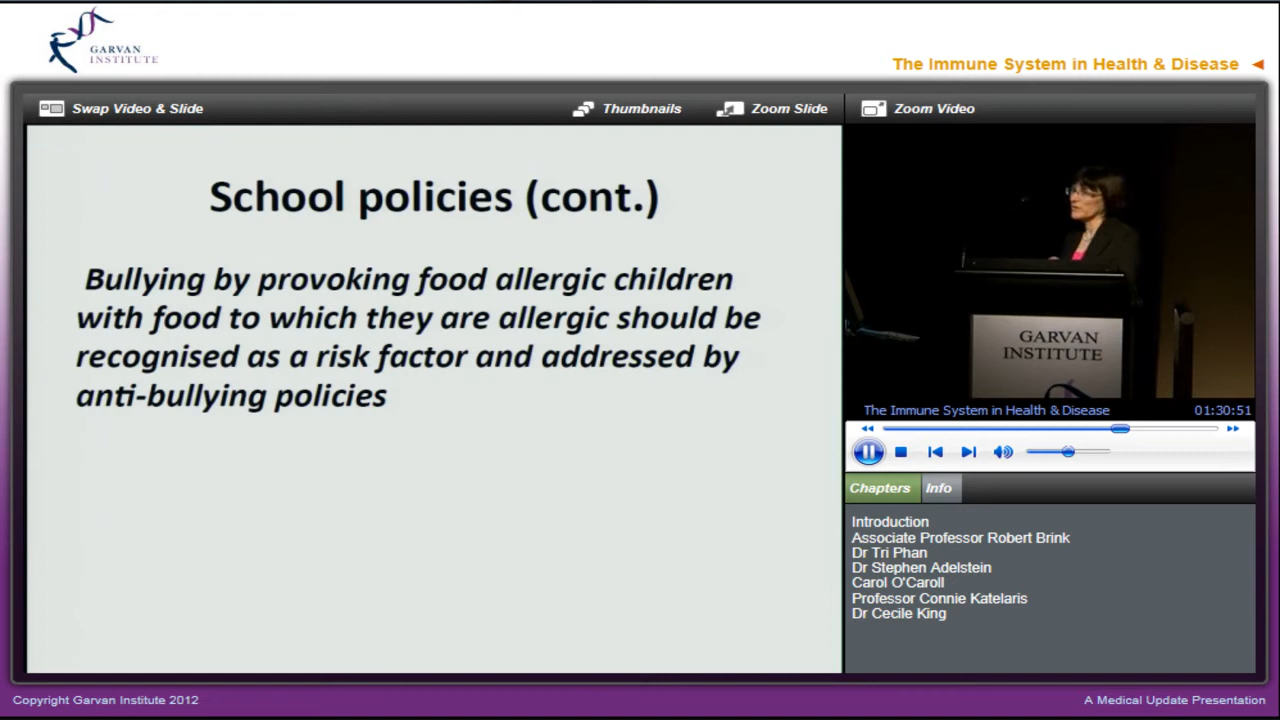 GARVAN
INSTITUTE
The Immune System in Health & Disease
Swap Video & Slide
Thumbnails
Zoom Slide
Zoom Video
School policies (cont.)
Bullying by provoking food allergic children
with food to which they are allergic should be
recognised as a risk factor and addressed by
anti-bullying policies
GARVAN
INSTITUTE
The Immune System in Health & Disease
01:30:51
Chapters
Info
Introduction
Associate Professor Robert Brink
Dr Tri Phan
Dr Stephen Adelstein
Carol O'Caroll
Professor Connie Katelaris
Dr Cecile King
Copyright Garvan Institute 2012
A Medical Update Presentation